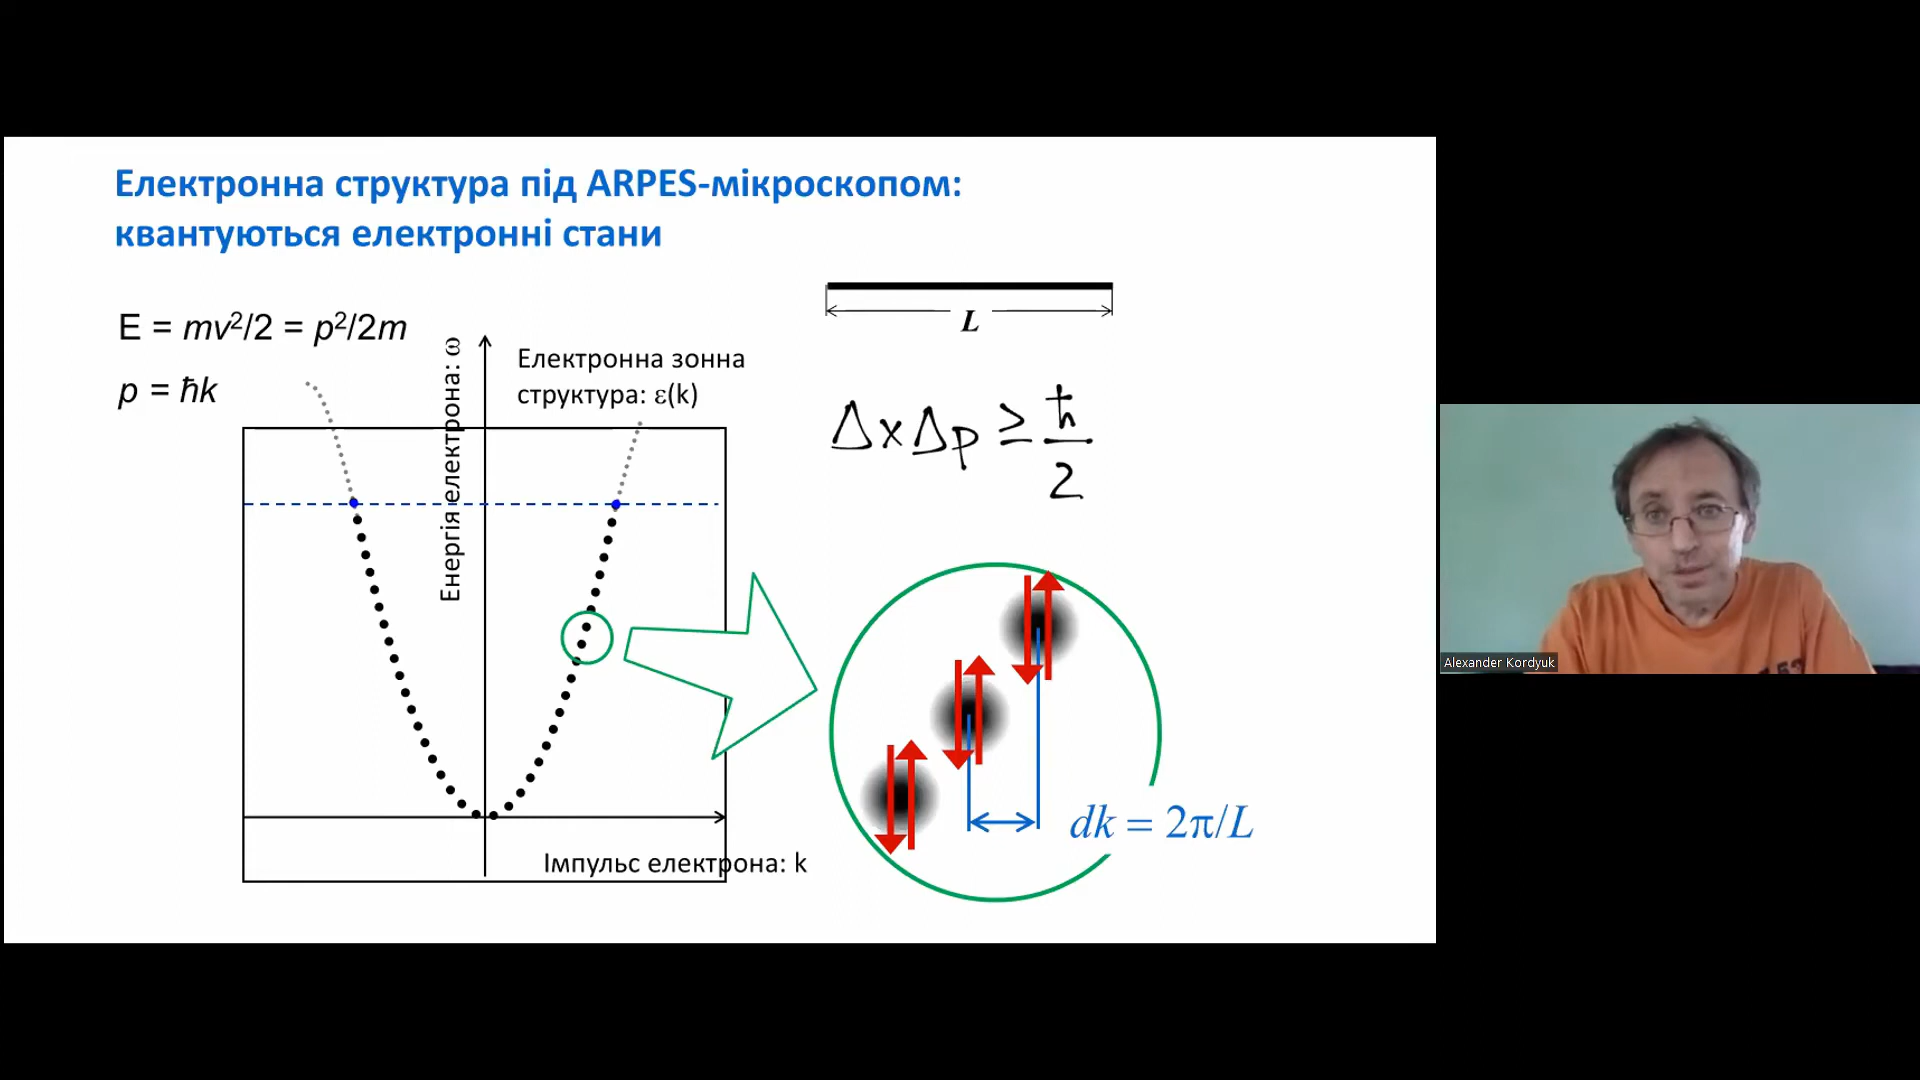 Електронна структура під ARPES-мікроскопом:
квантуються електронні стани
E = mv²/2 = p²/2m
p = ħk
Енергія електрона: ω
Електронна зонна
структура: ε(k)
Імпульс електрона: k
L
ΔxΔp ≥ ħ/2
dk = 2π/L
Alexander Kordyuk